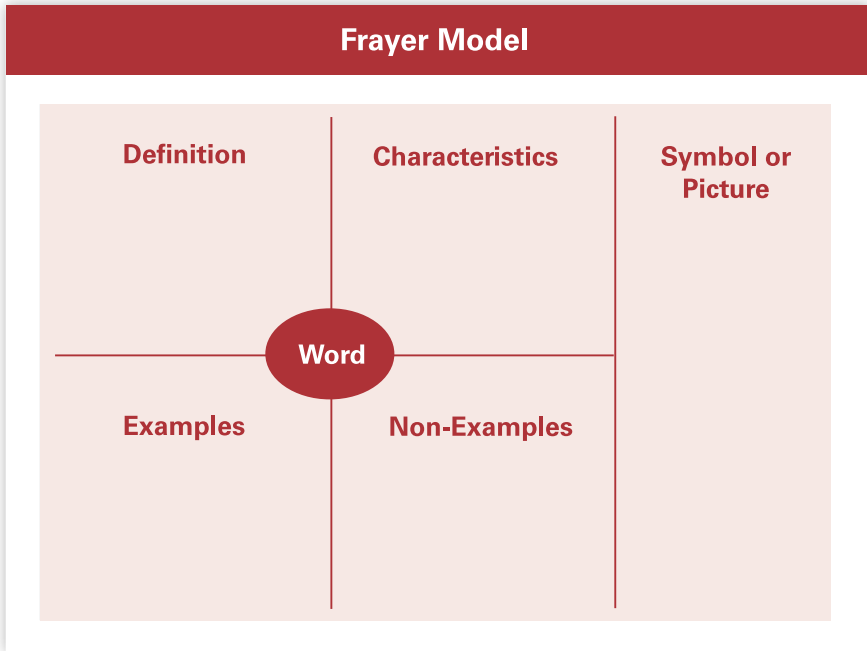 Frayer Model
Definition
Characteristics
Symbol or
Picture
Word
Examples
Non-Examples